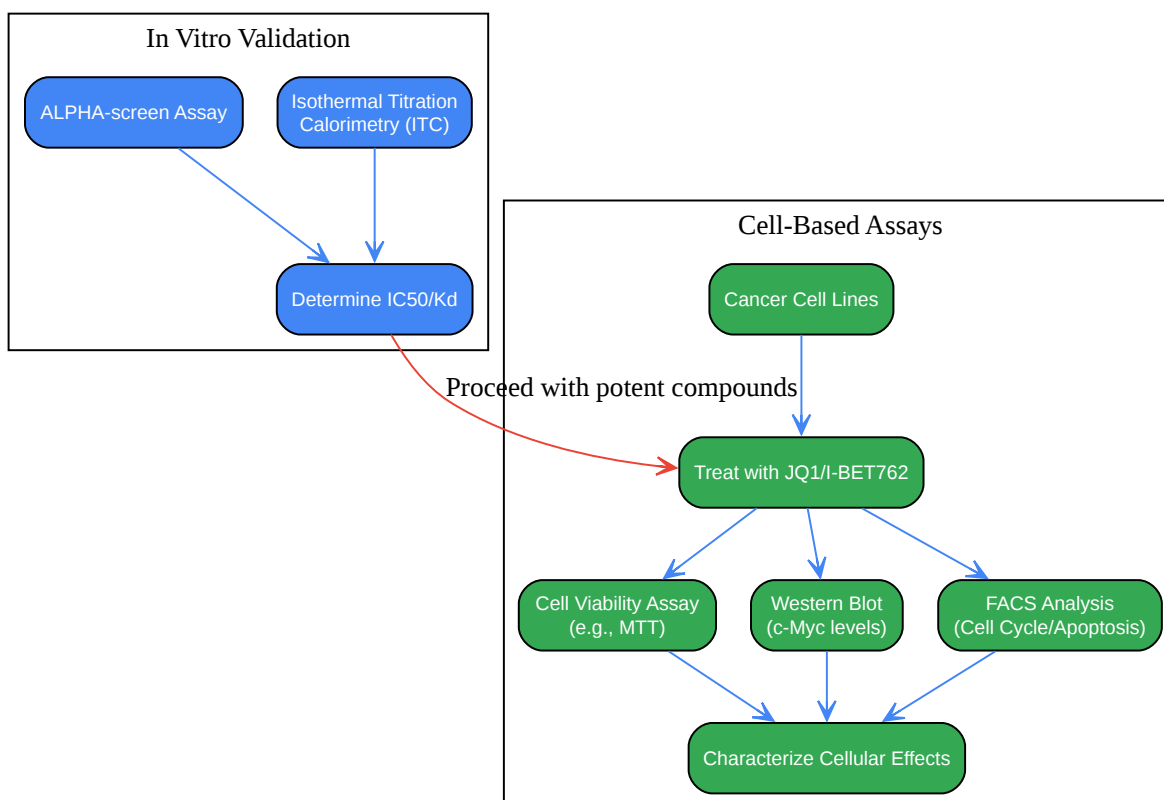 In Vitro Validation
ALPHA-screen Assay
Isothermal Titration
Calorimetry (ITC)
Determine IC50/Kd
Proceed with potent compounds
Cell-Based Assays
Cancer Cell Lines
Treat with JQ1/I-BET762
Cell Viability Assay
(e.g., MTT)
Western Blot
(c-Myc levels)
FACS Analysis
(Cell Cycle/Apoptosis)
Characterize Cellular Effects